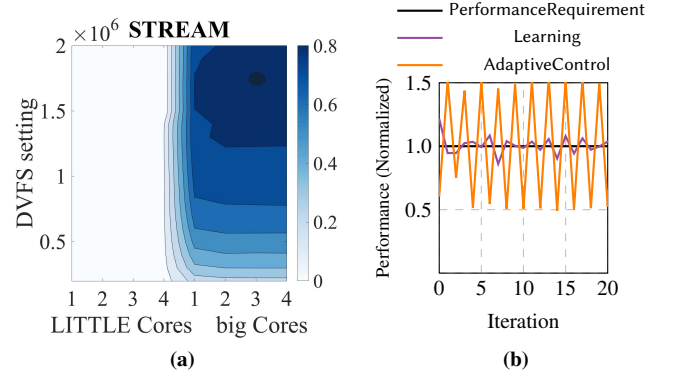 ×10⁶ STREAM
2
1.5
1
0.5
DVFS setting
1 2 3 4 1 2 3 4
LITTLE Cores big Cores
0.8
0.6
0.4
0.2
0
(a)
PerformanceRequirement
Learning
AdaptiveControl
1.5
1.0
0.5
Performance (Normalized)
0 5 10 15 20
Iteration
(b)